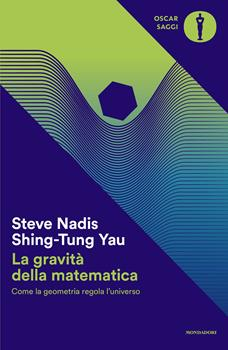 OSCAR
SAGGI
Steve Nadis
Shing-Tung Yau
La gravità
della matematica
Come la geometria regola l'universo
MONDADORI